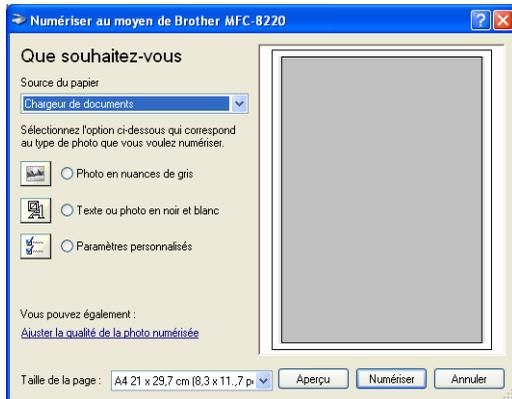 Numériser au moyen de Brother MFC-8220
Que souhaitez-vous
Source du papier
Chargeur de documents
Sélectionnez l'option ci-dessous qui correspond
au type de photo que vous voulez numériser.
Photo en nuances de gris
Texte ou photo en noir et blanc
Paramètres personnalisés
Vous pouvez également :
Ajuster la qualité de la photo numérisée
Taille de la page : A4 21 x 29,7 cm (8,3 x 11.,7 p
Aperçu
Numériser
Annuler